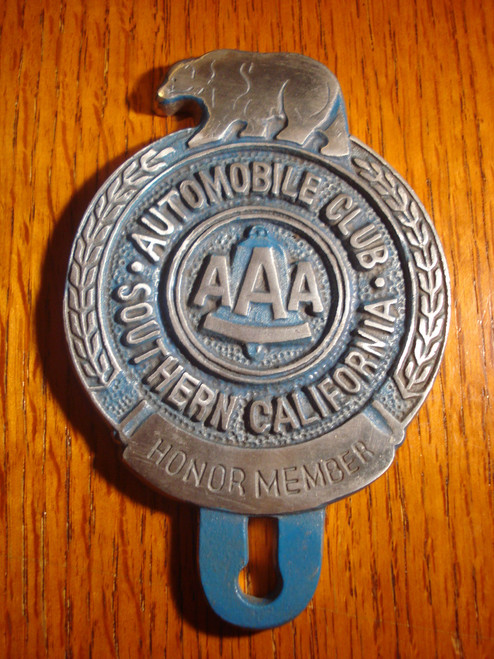 AUTOMOBILE CLUB
AAA
• SOUTHERN CALIFORNIA •
HONOR MEMBER